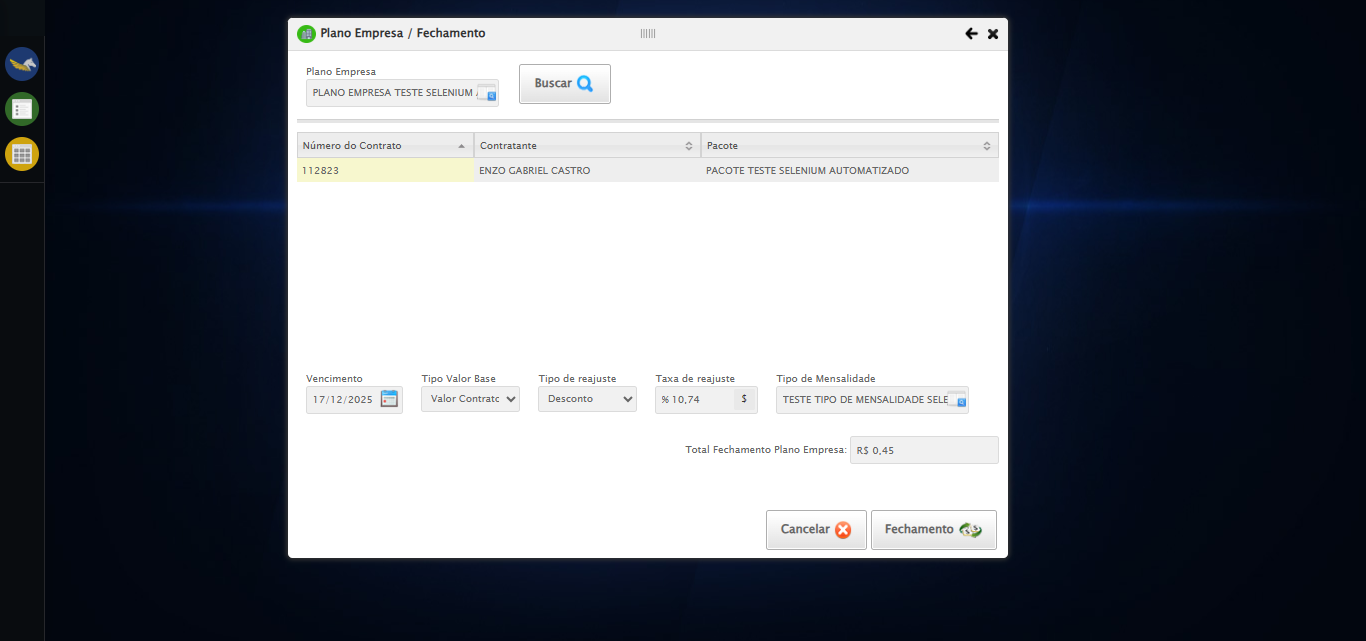 Plano Empresa / Fechamento
Plano Empresa
PLANO EMPRESA TESTE SELENIUM
Buscar
Número do Contrato Contratante Pacote
112823 ENZO GABRIEL CASTRO PACOTE TESTE SELENIUM AUTOMATIZADO
Vencimento Tipo Valor Base Tipo de reajuste Taxa de reajuste Tipo de Mensalidade
17/12/2025 Valor Contrato Desconto % 10,74 $ TESTE TIPO DE MENSALIDADE SELE
Total Fechamento Plano Empresa: R$ 0,45
Cancelar Fechamento